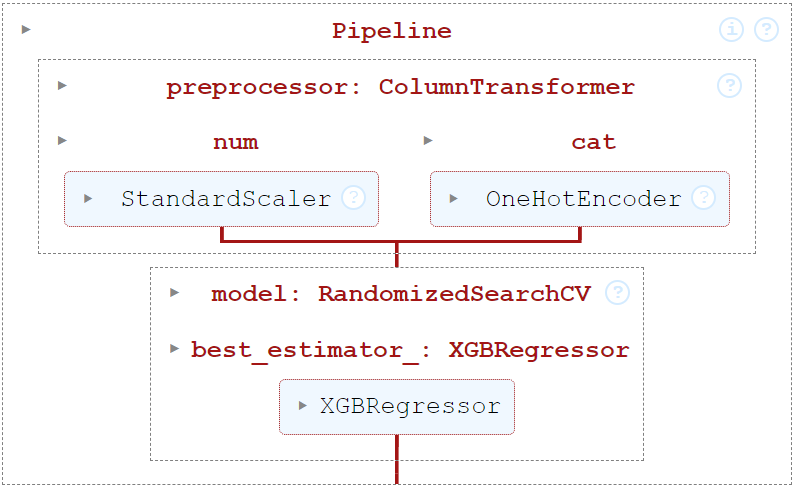 Pipeline i ?
preprocessor: ColumnTransformer ?
num cat
StandardScaler ? OneHotEncoder ?
model: RandomizedSearchCV ?
best_estimator_: XGBRegressor
XGBRegressor